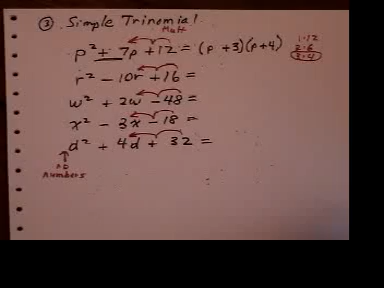 ③ Simple Trinomial
Mult
p² + 7p + 12 = (p +3)(p+4)
1·12
2·6
3·4
r² - 10r + 16 =
w² + 2w - 48 =
x² - 3x - 18 =
d² + 4d + 32 =
no
numbers